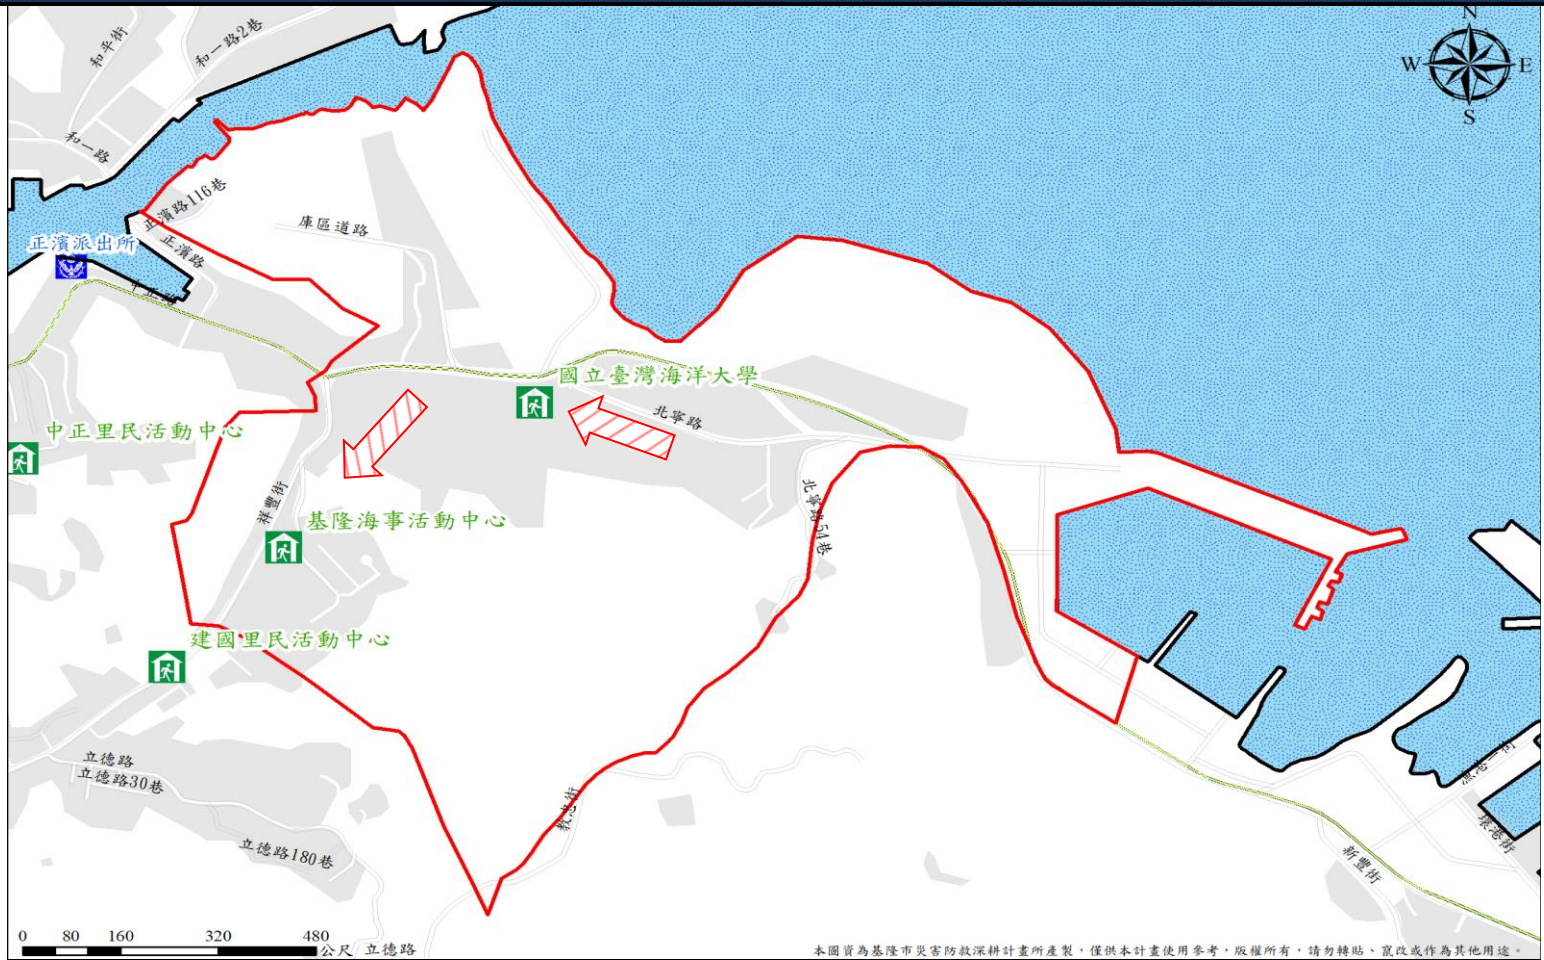 N
W
E
S
和平街
和一路2巷
和一路
正濱路116巷
庫區道路
正濱路
正濱派出所
中正路
國立臺灣海洋大學
北寧路
中正里民活動中心
祥豐街
北寧路54巷
基隆海事活動中心
建國里民活動中心
立德路
立德路30巷
教忠街
環港街
立德路180巷
新豐街
0 80 160 320 480
公尺
立德路
本圖資為基隆市災害防救深耕計畫所產製，僅供本計畫使用參考，版權所有，請勿轉貼、竄改或作為其他用途。